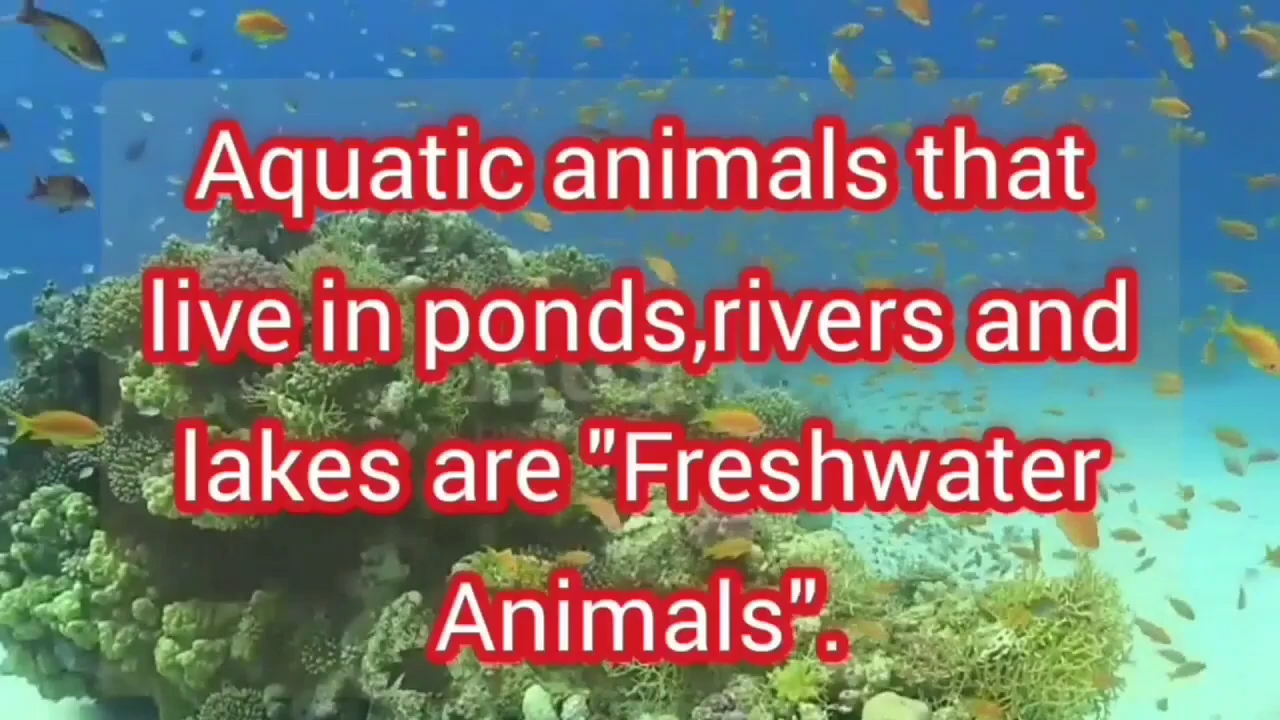 Aquatic animals that
live in ponds,rivers and
lakes are "Freshwater
Animals".